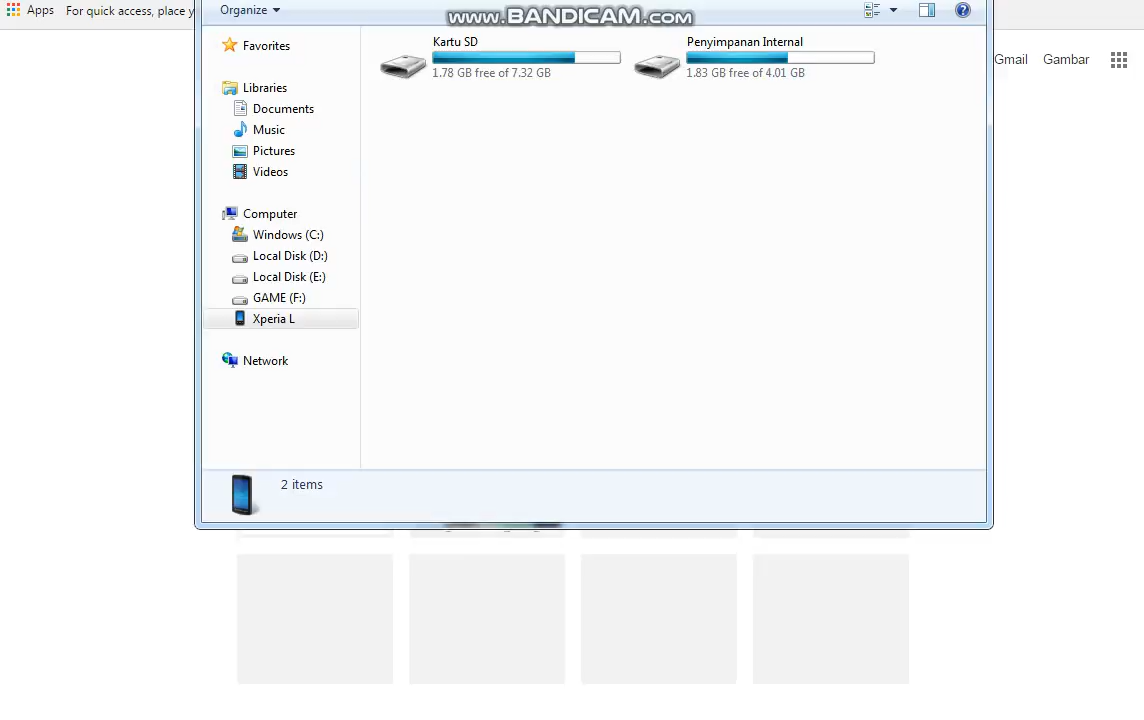 Apps For quick access, place y
Organize
www.BANDICAM.com
Gmail Gambar
Favorites
Libraries
Documents
Music
Pictures
Videos
Computer
Windows (C:)
Local Disk (D:)
Local Disk (E:)
GAME (F:)
Xperia L
Network
Kartu SD
1.78 GB free of 7.32 GB
Penyimpanan Internal
1.83 GB free of 4.01 GB
2 items